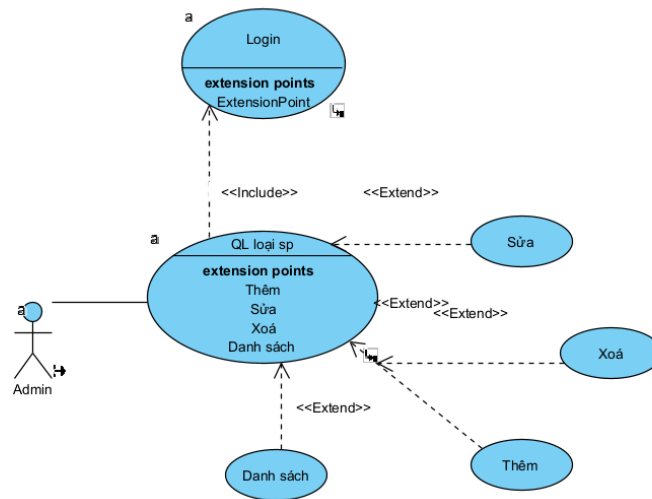 a
Login
extension points
ExtensionPoint
<<Include>>
<<Extend>>
a
QL loại sp
Sửa
extension points
Thêm
Sửa
Xoá
Danh sách
<<Extend>>
<<Extend>>
a
Admin
Xoá
<<Extend>>
Danh sách
Thêm